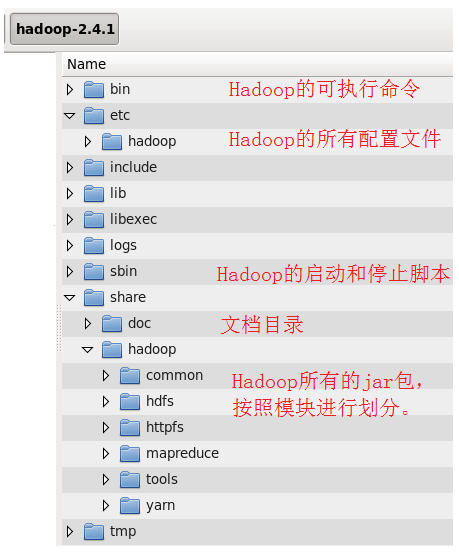 hadoop-2.4.1
Name
bin Hadoop的可执行命令
etc
hadoop Hadoop的所有配置文件
include
lib
libexec
logs
sbin Hadoop的启动和停止脚本
share
doc 文档目录
hadoop
common Hadoop所有的jar包，
hdfs 按照模块进行划分。
httpfs
mapreduce
tools
yarn
tmp